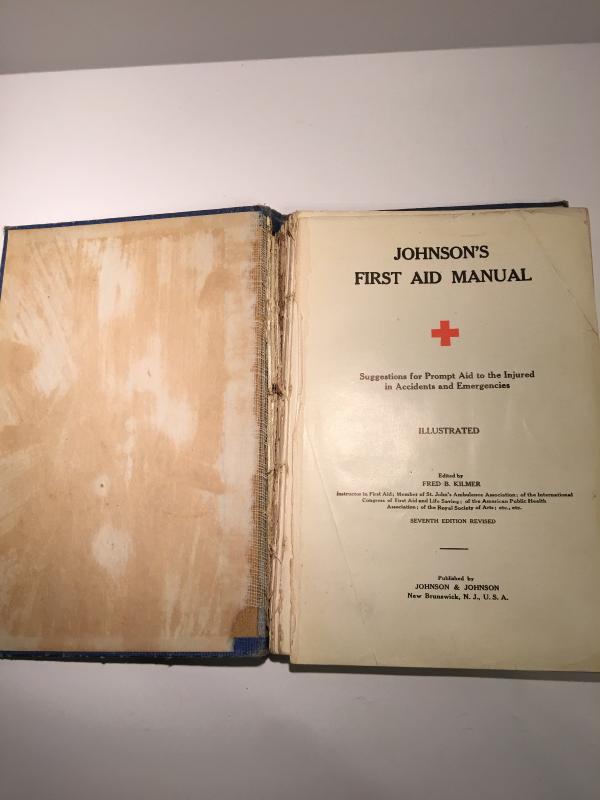 JOHNSON'S
FIRST AID MANUAL
Suggestions for Prompt Aid to the Injured
in Accidents and Emergencies
ILLUSTRATED
Edited by
FRED B. KILMER
Instructor in First Aid; Member of St. John's Ambulance Association; of the International
Congress of First Aid and Life Saving; of the American Public Health
Association; of the Royal Society of Arts; etc., etc.
SEVENTH EDITION REVISED
Published by
JOHNSON & JOHNSON
New Brunswick, N. J., U. S. A.